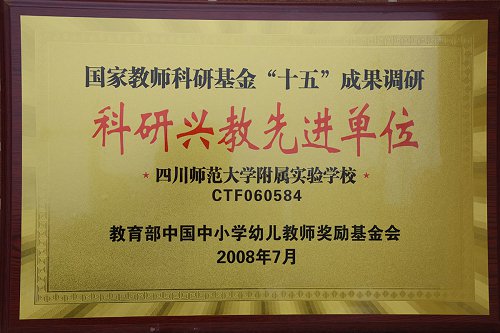 国家教师科研基金“十五”成果调研
科研兴教先进单位
★四川师范大学附属实验学校★
CTF060584
教育部中国中小学幼儿教师奖励基金会
2008年7月